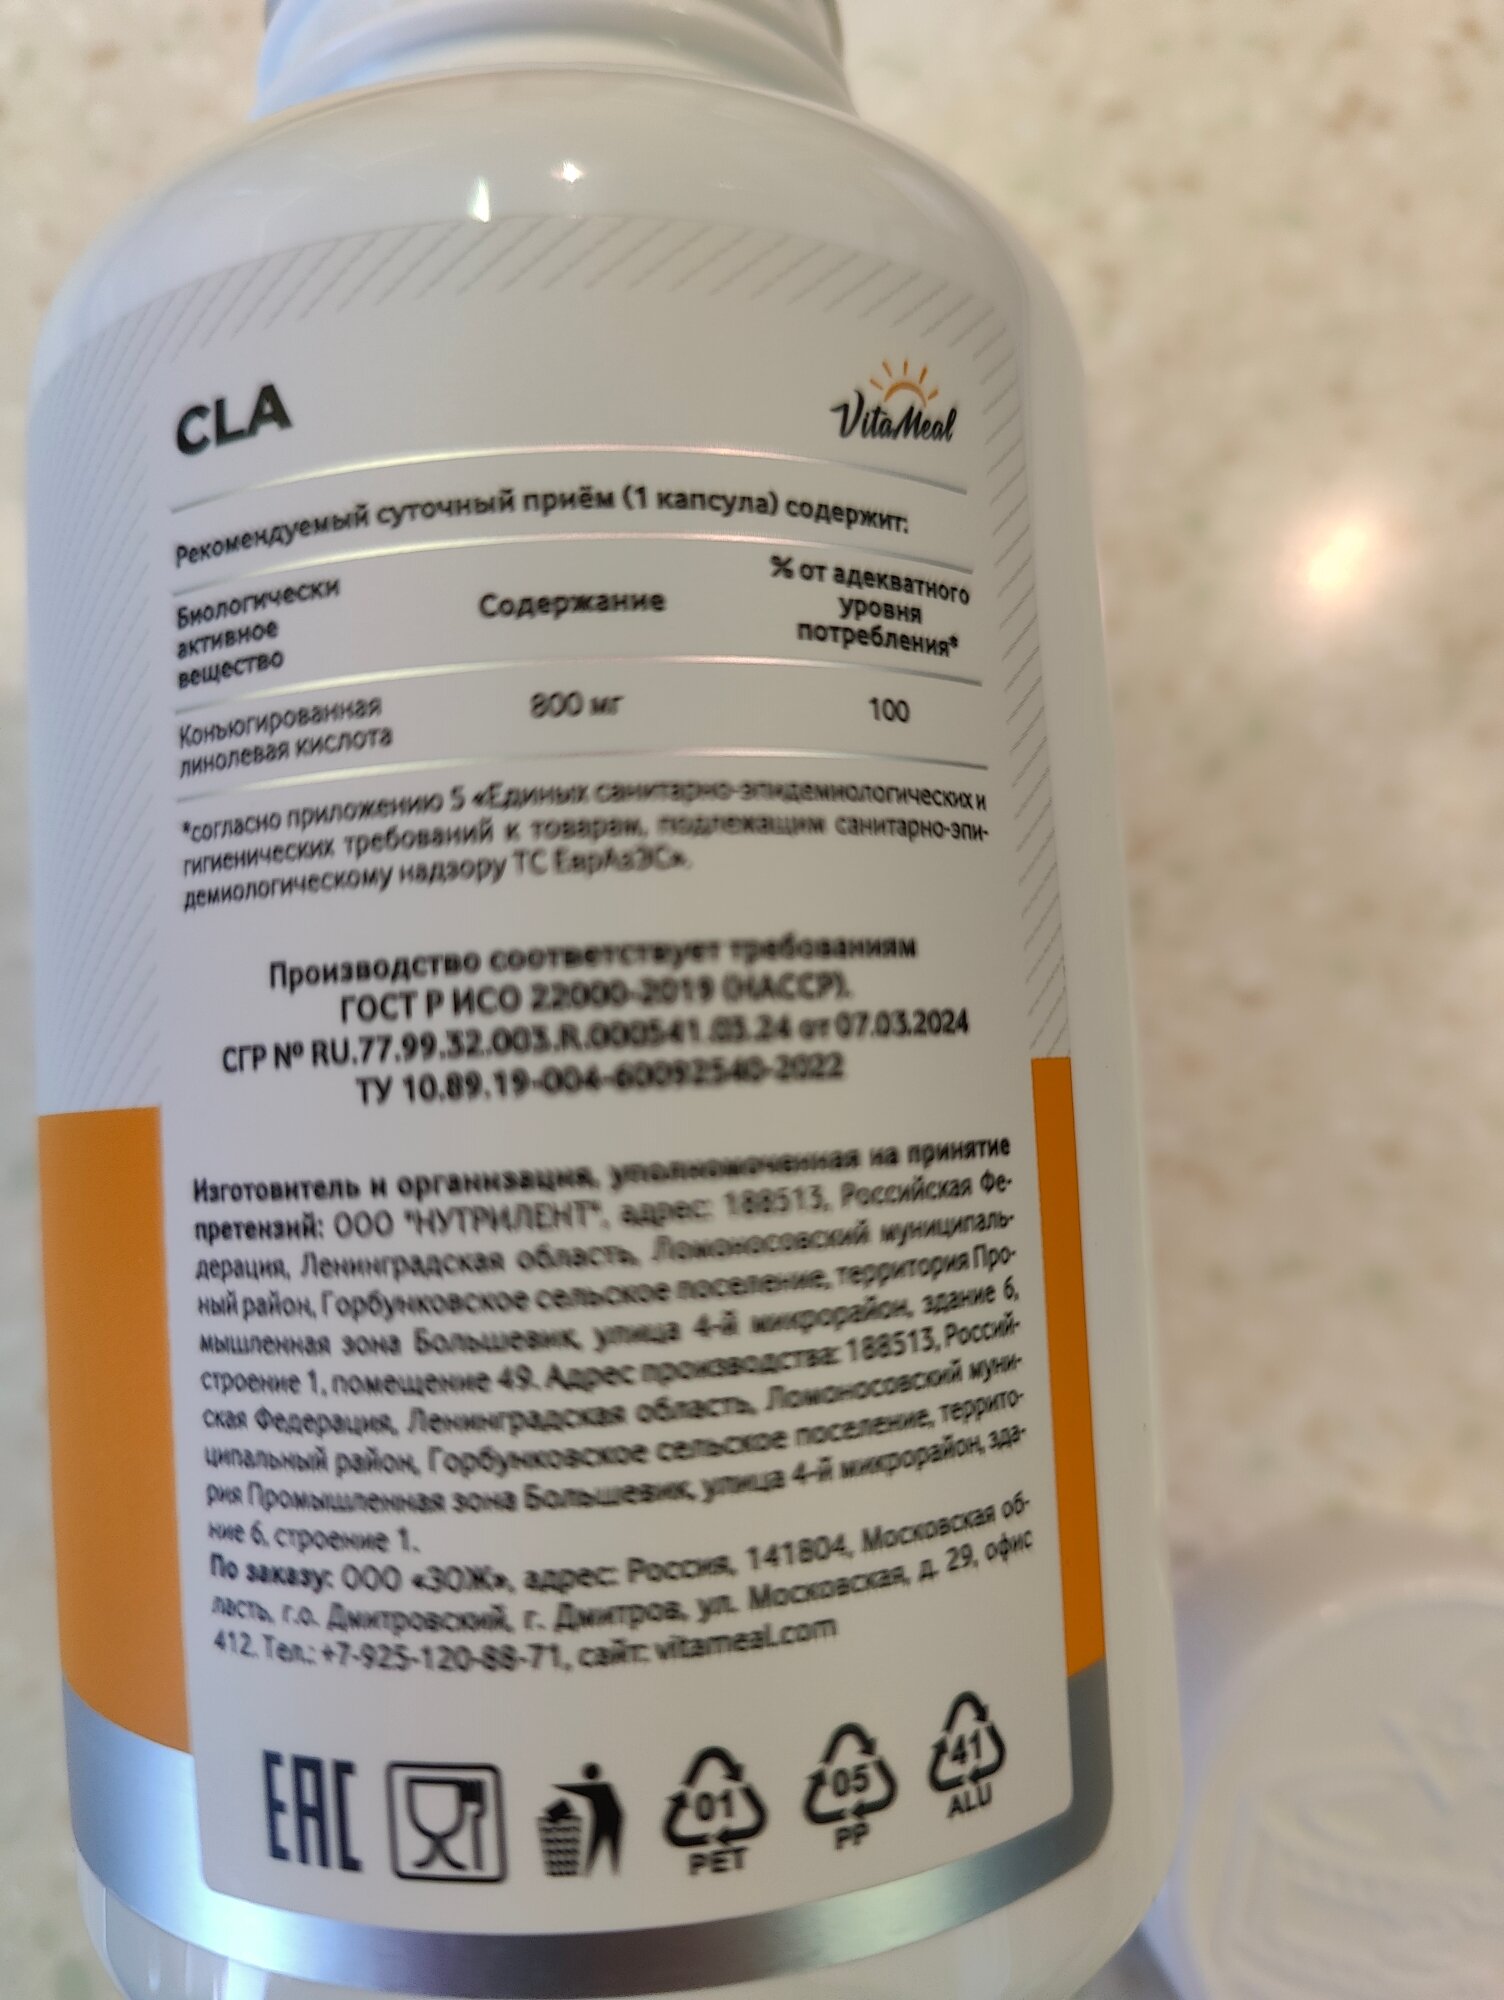 CLA
VitaMeal
Рекомендуемый суточный приём (1 капсула) содержит:
Биологически
активное
вещество
Содержание
% от адекватного
уровня
потребления*
Конъюгированная
линолевая кислота
800 мг
100
*согласно приложению 5 «Единых санитарно-эпидемиологических и
гигиенических требований к товарам, подлежащим санитарно-эпи-
демиологическому надзору ТС ЕврАзЭС».
Производство соответствует требованиям
ГОСТ Р ИСО 22000-2019 (НАССР).
СГР № RU.77.99.32.003.R.000541.03.24 от 07.03.2024
ТУ 10.89.19-004-60092540-2022
Изготовитель и организация, уполномоченная на принятие
претензий: ООО "НУТРИЛЕНТ", адрес: 188513, Российская Фе-
дерация, Ленинградская область, Ломоносовский муниципаль-
ный район, Горбунковское сельское поселение, территория Про-
мышленная зона Большевик, улица 4-й микрорайон, здание 6,
строение 1, помещение 49. Адрес производства: 188513, Россий-
ская Федерация, Ленинградская область, Ломоносовский муни-
ципальный район, Горбунковское сельское поселение, террито-
рия Промышленная зона Большевик, улица 4-й микрорайон, зда-
ние 6, строение 1.
По заказу: ООО «ЗОЖ», адрес: Россия, 141804, Московская об-
ласть, г.о. Дмитровский, г. Дмитров, ул. Московская, д. 29, офис
412. Тел.: +7-925-120-88-71, сайт: vitameal.com
EAC
01
PET
05
PP
41
ALU